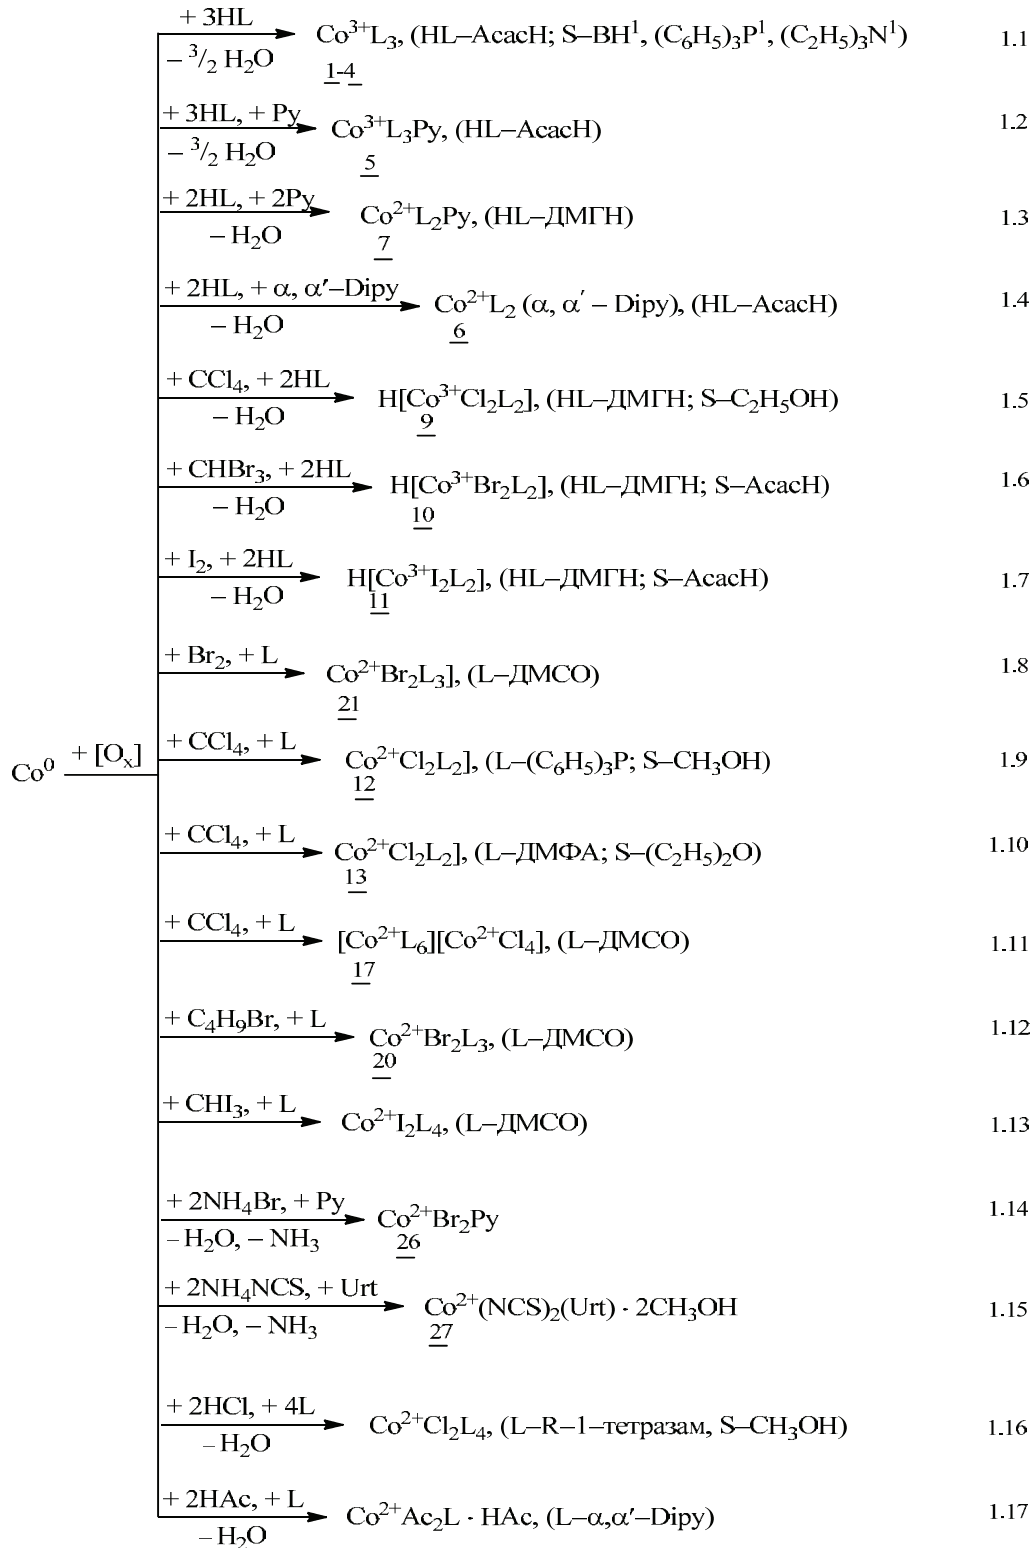 + 3HL
Co³⁺L₃, (HL–AcacH; S–BH¹, (C₆H₅)₃P¹, (C₂H₅)₃N¹) 1.1
– ³/₂ H₂O
1-4
+ 3HL, + Py
Co³⁺L₃Py, (HL–AcacH) 1.2
– ³/₂ H₂O
5
+ 2HL, + 2Py
Co²⁺L₂Py, (HL–ДМГН) 1.3
– H₂O
7
+ 2HL, + α, α′–Dipy
Co²⁺L₂ (α, α′ – Dipy), (HL–AcacH) 1.4
– H₂O
6
+ CCl₄, + 2HL
H[Co³⁺Cl₂L₂], (HL–ДМГН; S–C₂H₅OH) 1.5
– H₂O
9
+ CHBr₃, + 2HL
H[Co³⁺Br₂L₂], (HL–ДМГН; S–AcacH) 1.6
– H₂O
10
+ I₂, + 2HL
H[Co³⁺I₂L₂], (HL–ДМГН; S–AcacH) 1.7
– H₂O
11
+ Br₂, + L
Co²⁺Br₂L₃], (L–ДМСО) 1.8
21
Co⁰ + [Oₓ]
+ CCl₄, + L
Co²⁺Cl₂L₂], (L–(C₆H₅)₃P; S–CH₃OH) 1.9
12
+ CCl₄, + L
Co²⁺Cl₂L₂], (L–ДМФА; S–(C₂H₅)₂O) 1.10
13
+ CCl₄, + L
[Co²⁺L₆][Co²⁺Cl₄], (L–ДМСО) 1.11
17
+ C₄H₉Br, + L
Co²⁺Br₂L₃, (L–ДМСО) 1.12
20
+ CHI₃, + L
Co²⁺I₂L₄, (L–ДМСО) 1.13
+ 2NH₄Br, + Py
Co²⁺Br₂Py 1.14
– H₂O, – NH₃
26
+ 2NH₄NCS, + Urt
Co²⁺(NCS)₂(Urt) · 2CH₃OH 1.15
– H₂O, – NH₃
27
+ 2HCl, + 4L
Co²⁺Cl₂L₄, (L–R–1–тетразам, S–CH₃OH) 1.16
– H₂O
+ 2HAc, + L
Co²⁺Ac₂L · HAc, (L–α,α′–Dipy) 1.17
– H₂O